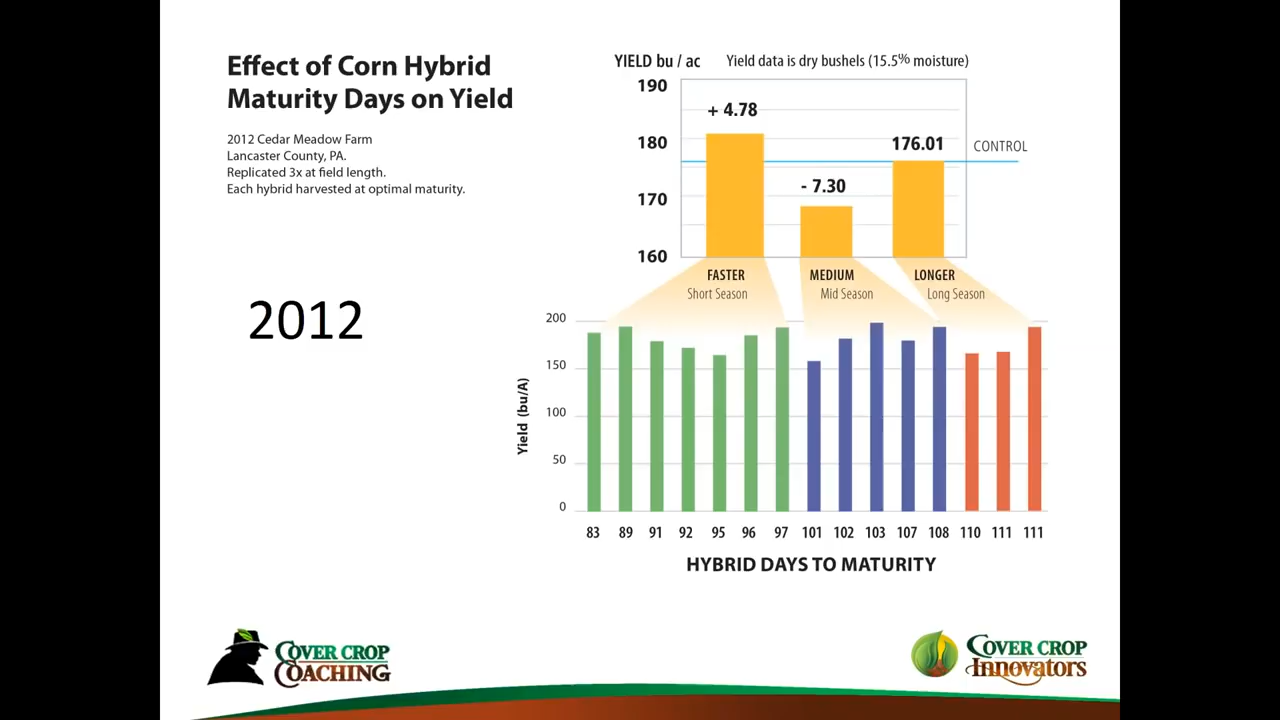 Effect of Corn Hybrid
Maturity Days on Yield
2012 Cedar Meadow Farm
Lancaster County, PA.
Replicated 3x at field length.
Each hybrid harvested at optimal maturity.
2012
YIELD bu / ac Yield data is dry bushels (15.5% moisture)
190
180
170
160
+ 4.78
- 7.30
176.01
CONTROL
FASTER
Short Season
MEDIUM
Mid Season
LONGER
Long Season
Yield (bu/A)
200
150
100
50
0
83 89 91 92 95 96 97 101 102 103 107 108 110 111 111
HYBRID DAYS TO MATURITY
COVER CROP
COACHING
COVER CROP
Innovators